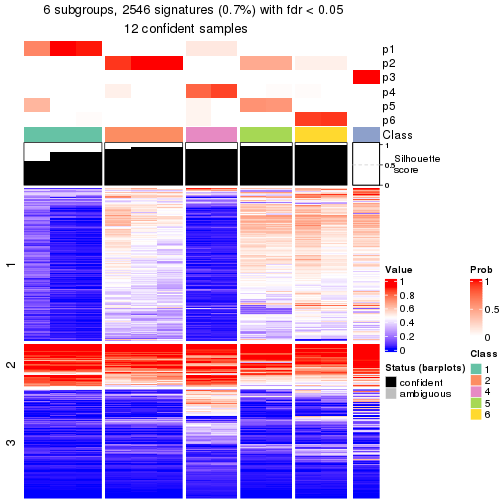 6 subgroups, 2546 signatures (0.7%) with fdr < 0.05
12 confident samples
p1
p2
p3
p4
p5
p6
Class
1
0.5
0
Silhouette
score
1
2
3
Value
1
0.8
0.6
0.4
0.2
0
Status (barplots)
confident
ambiguous
Prob
1
0.5
0
Class
1
2
4
5
6